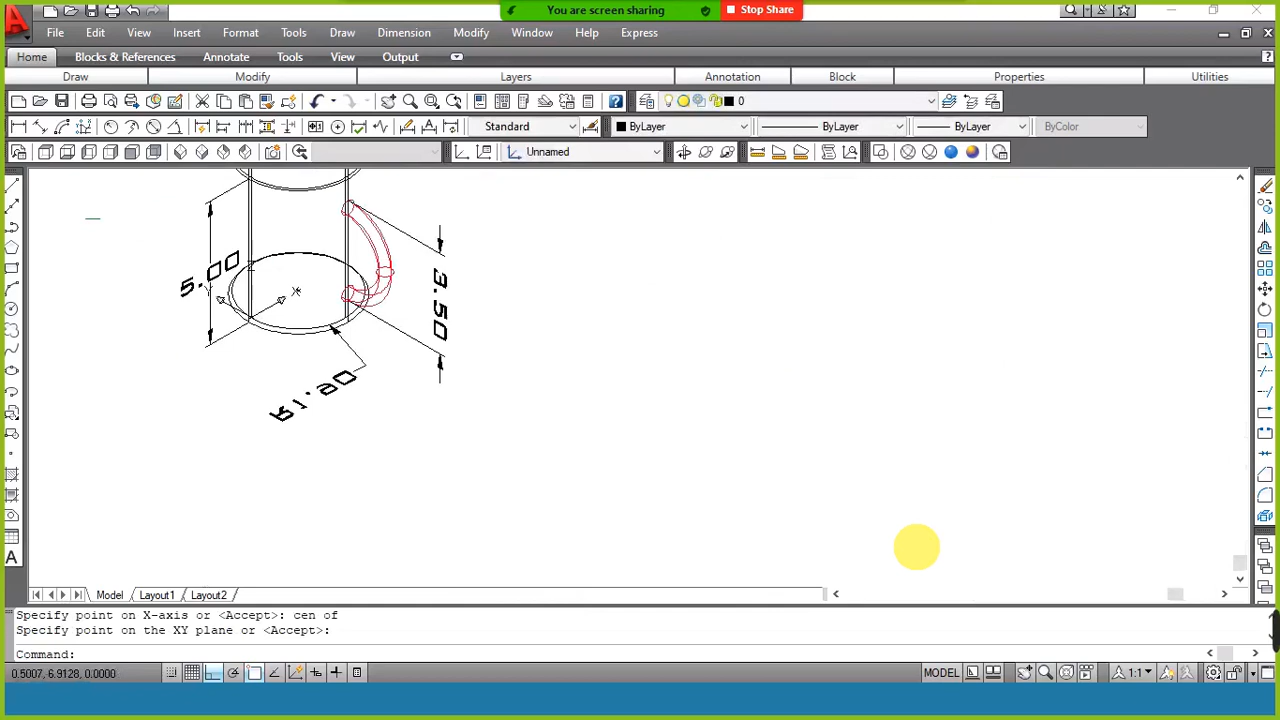 You are screen sharing
Stop Share
File
Edit
View
Insert
Format
Tools
Draw
Dimension
Modify
Window
Help
Express
Home
Blocks & References
Annotate
Tools
View
Output
Draw
Modify
Layers
Annotation
Block
Properties
Utilities
0
Standard
ByLayer
ByLayer
ByLayer
ByColor
Unnamed
5.00
X
Y
3.50
R1.90
A
Model
Layout1
Layout2
Specify point on X-axis or <Accept>: cen of
Specify point on the XY plane or <Accept>:
Command:
0.5007, 6.9128, 0.0000
MODEL
1:1